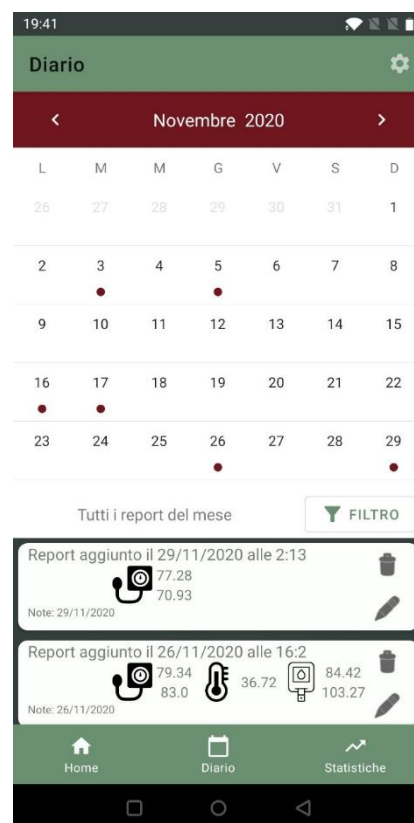 19:41
Diario
Novembre 2020
L M M G V S D
26 27 28 29 30 31 1
2 3 4 5 6 7 8
9 10 11 12 13 14 15
16 17 18 19 20 21 22
23 24 25 26 27 28 29
Tutti i report del mese FILTRO
Report aggiunto il 29/11/2020 alle 2:13
77.28
70.93
Note: 29/11/2020
Report aggiunto il 26/11/2020 alle 16:2
79.34 36.72 84.42
83.0 103.27
Note: 26/11/2020
Home Diario Statistiche